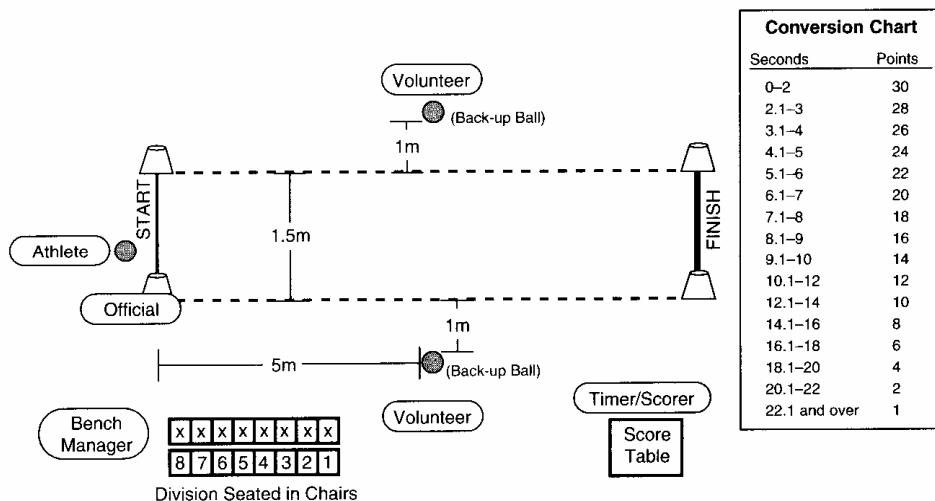 Volunteer
(Back-up Ball)
1m
START
1.5m
FINISH
Athlete
Official
1m
5m
(Back-up Ball)
Volunteer
Bench
Manager
x x x x x x x x
8 7 6 5 4 3 2 1
Division Seated in Chairs
Timer/Scorer
Score
Table
Conversion Chart
Seconds Points
0–2 30
2.1–3 28
3.1–4 26
4.1–5 24
5.1–6 22
6.1–7 20
7.1–8 18
8.1–9 16
9.1–10 14
10.1–12 12
12.1–14 10
14.1–16 8
16.1–18 6
18.1–20 4
20.1–22 2
22.1 and over 1